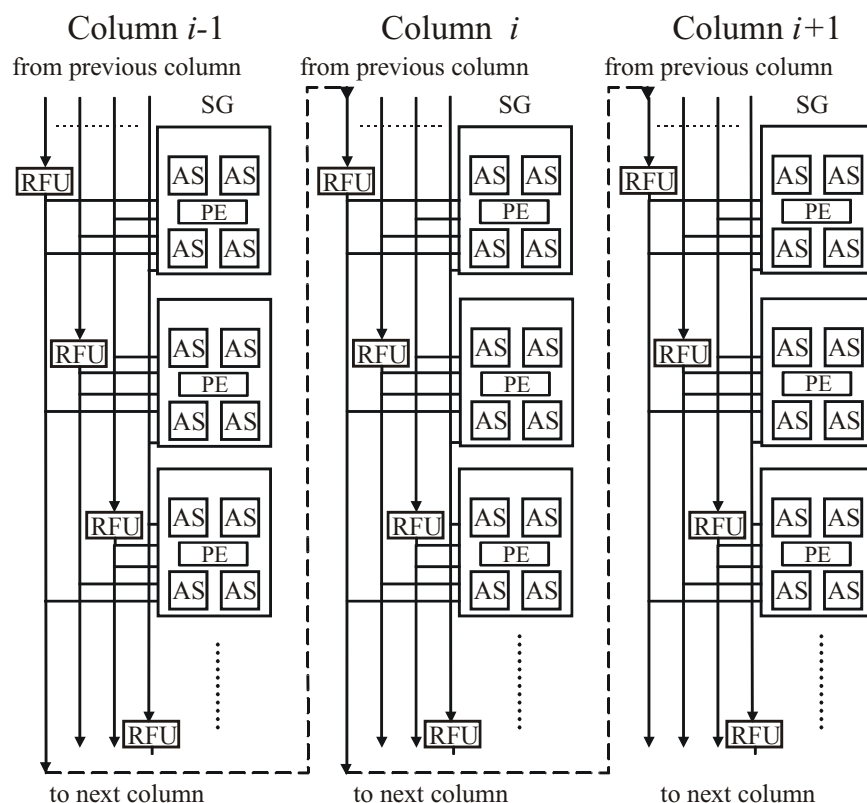 Column i-1
Column i
Column i+1
from previous column
from previous column
from previous column
SG
SG
SG
RFU
AS AS
PE
AS AS
RFU
AS AS
PE
AS AS
RFU
AS AS
PE
AS AS
RFU
AS AS
PE
AS AS
RFU
AS AS
PE
AS AS
RFU
AS AS
PE
AS AS
RFU
AS AS
PE
AS AS
RFU
AS AS
PE
AS AS
RFU
AS AS
PE
AS AS
RFU
RFU
RFU
to next column
to next column
to next column